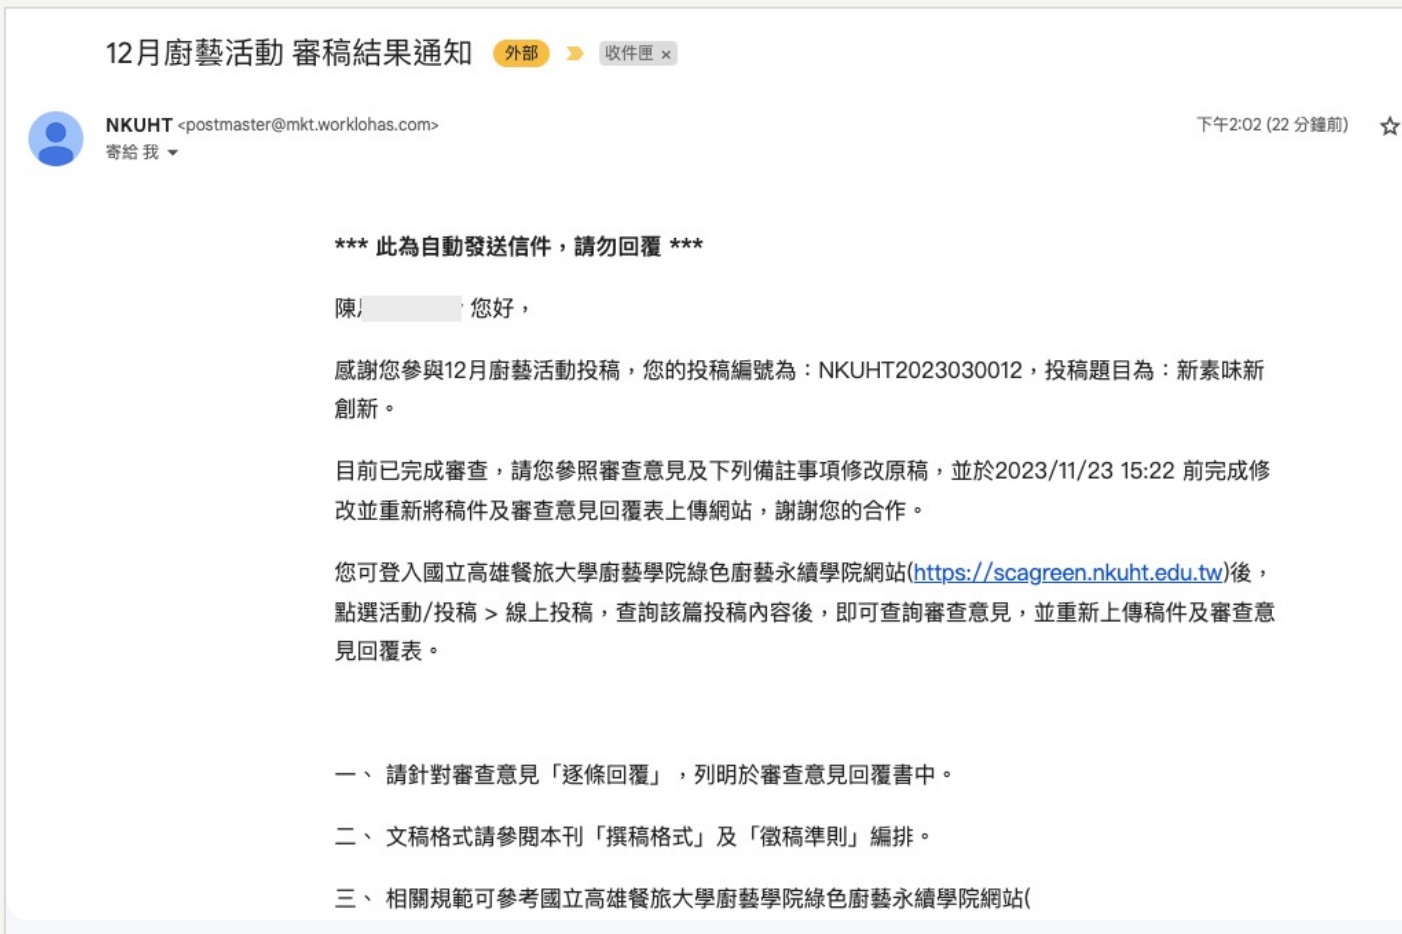 12月廚藝活動 審稿結果通知 外部 收件匣 ×
NKUHT <postmaster@mkt.worklohas.com> 下午2:02 (22 分鐘前)
寄給 我
*** 此為自動發送信件，請勿回覆 ***
陳 您好，
感謝您參與12月廚藝活動投稿，您的投稿編號為：NKUHT2023030012，投稿題目為：新素味新
創新。
目前已完成審查，請您參照審查意見及下列備註事項修改原稿，並於2023/11/23 15:22 前完成修
改並重新將稿件及審查意見回覆表上傳網站，謝謝您的合作。
您可登入國立高雄餐旅大學廚藝學院綠色廚藝永續學院網站(https://scagreen.nkuht.edu.tw)後，
點選活動/投稿 > 線上投稿，查詢該篇投稿內容後，即可查詢審查意見，並重新上傳稿件及審查意
見回覆表。
一、 請針對審查意見「逐條回覆」，列明於審查意見回覆書中。
二、 文稿格式請參閱本刊「撰稿格式」及「徵稿準則」編排。
三、 相關規範可參考國立高雄餐旅大學廚藝學院綠色廚藝永續學院網站(